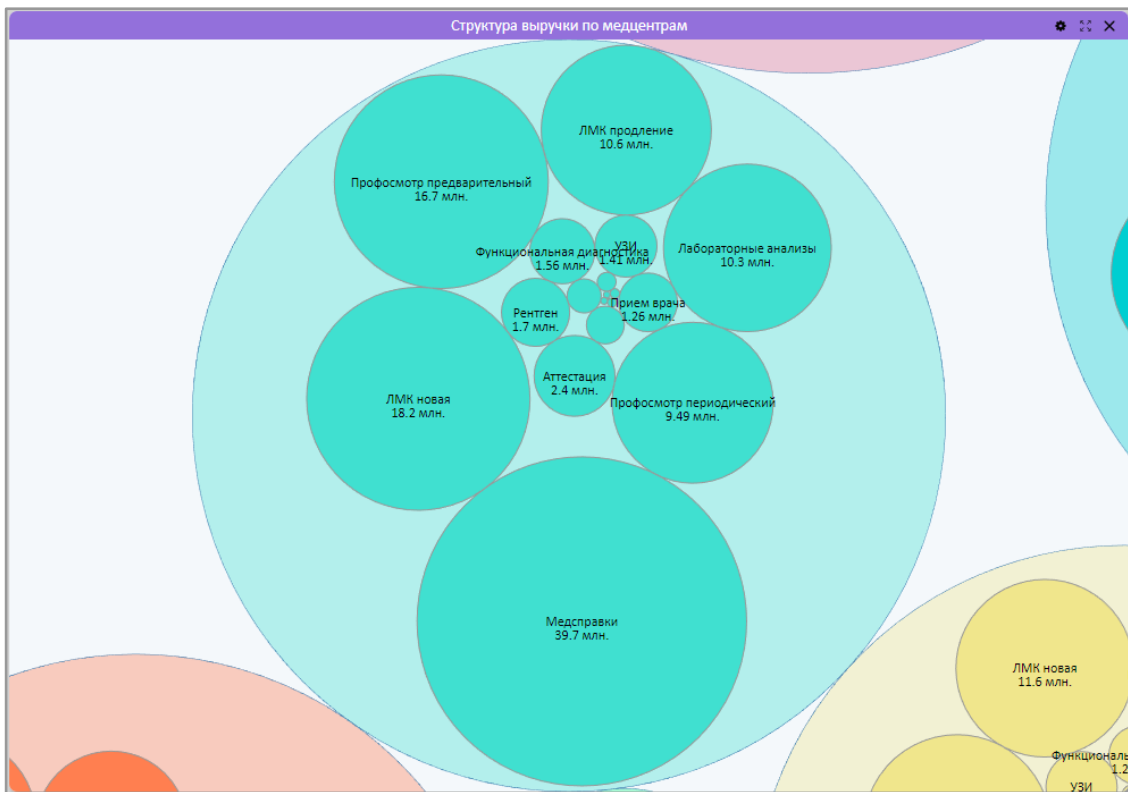 Структура выручки по медцентрам
ЛМК продление
10.6 млн.
Профосмотр предварительный
16.7 млн.
Лабораторные анализы
10.3 млн.
Функциональная диагностика
1.56 млн.
УЗИ
1.41 млн.
Рентген
1.7 млн.
Прием врача
1.26 млн.
Аттестация
2.4 млн.
ЛМК новая
18.2 млн.
Профосмотр периодический
9.49 млн.
Медсправки
39.7 млн.
ЛМК новая
11.6 млн.
Функциональ
1.2
УЗИ